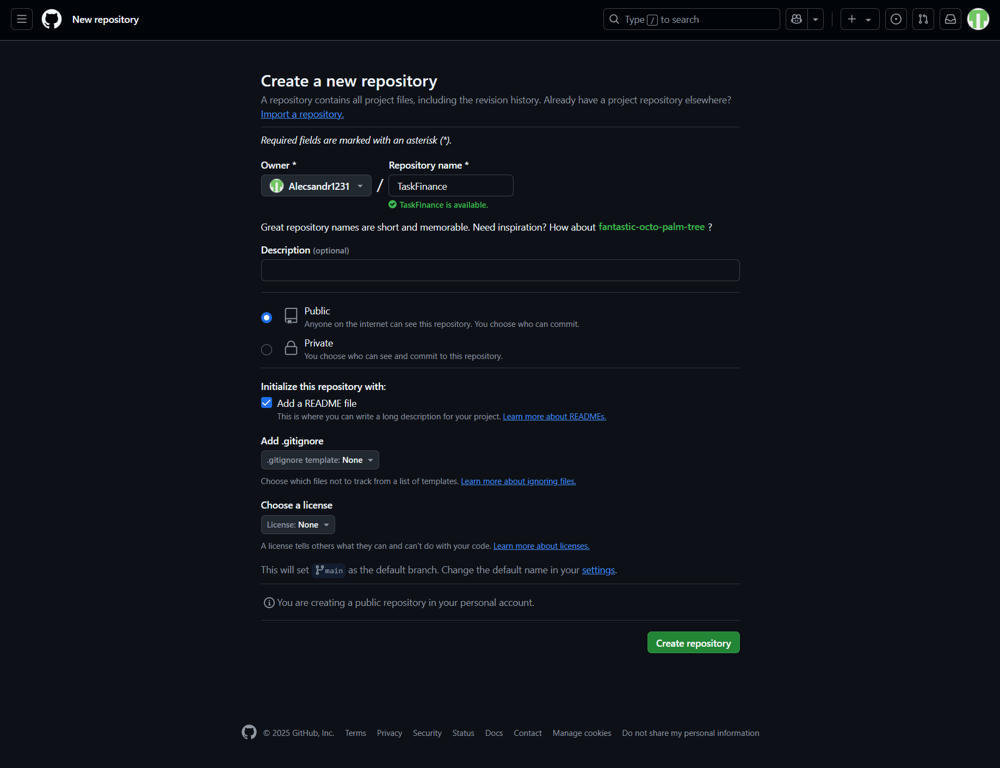 New repository
Type / to search
Create a new repository
A repository contains all project files, including the revision history. Already have a project repository elsewhere?
Import a repository.
Required fields are marked with an asterisk (*).
Owner *
Repository name *
Alecsandr1231
/
TaskFinance
TaskFinance is available.
Great repository names are short and memorable. Need inspiration? How about fantastic-octo-palm-tree ?
Description (optional)
Public
Anyone on the internet can see this repository. You choose who can commit.
Private
You choose who can see and commit to this repository.
Initialize this repository with:
Add a README file
This is where you can write a long description for your project. Learn more about READMEs.
Add .gitignore
.gitignore template: None
Choose which files not to track from a list of templates. Learn more about ignoring files.
Choose a license
License: None
A license tells others what they can and can't do with your code. Learn more about licenses.
This will set main as the default branch. Change the default name in your settings.
You are creating a public repository in your personal account.
Create repository
© 2025 GitHub, Inc. Terms Privacy Security Status Docs Contact Manage cookies Do not share my personal information